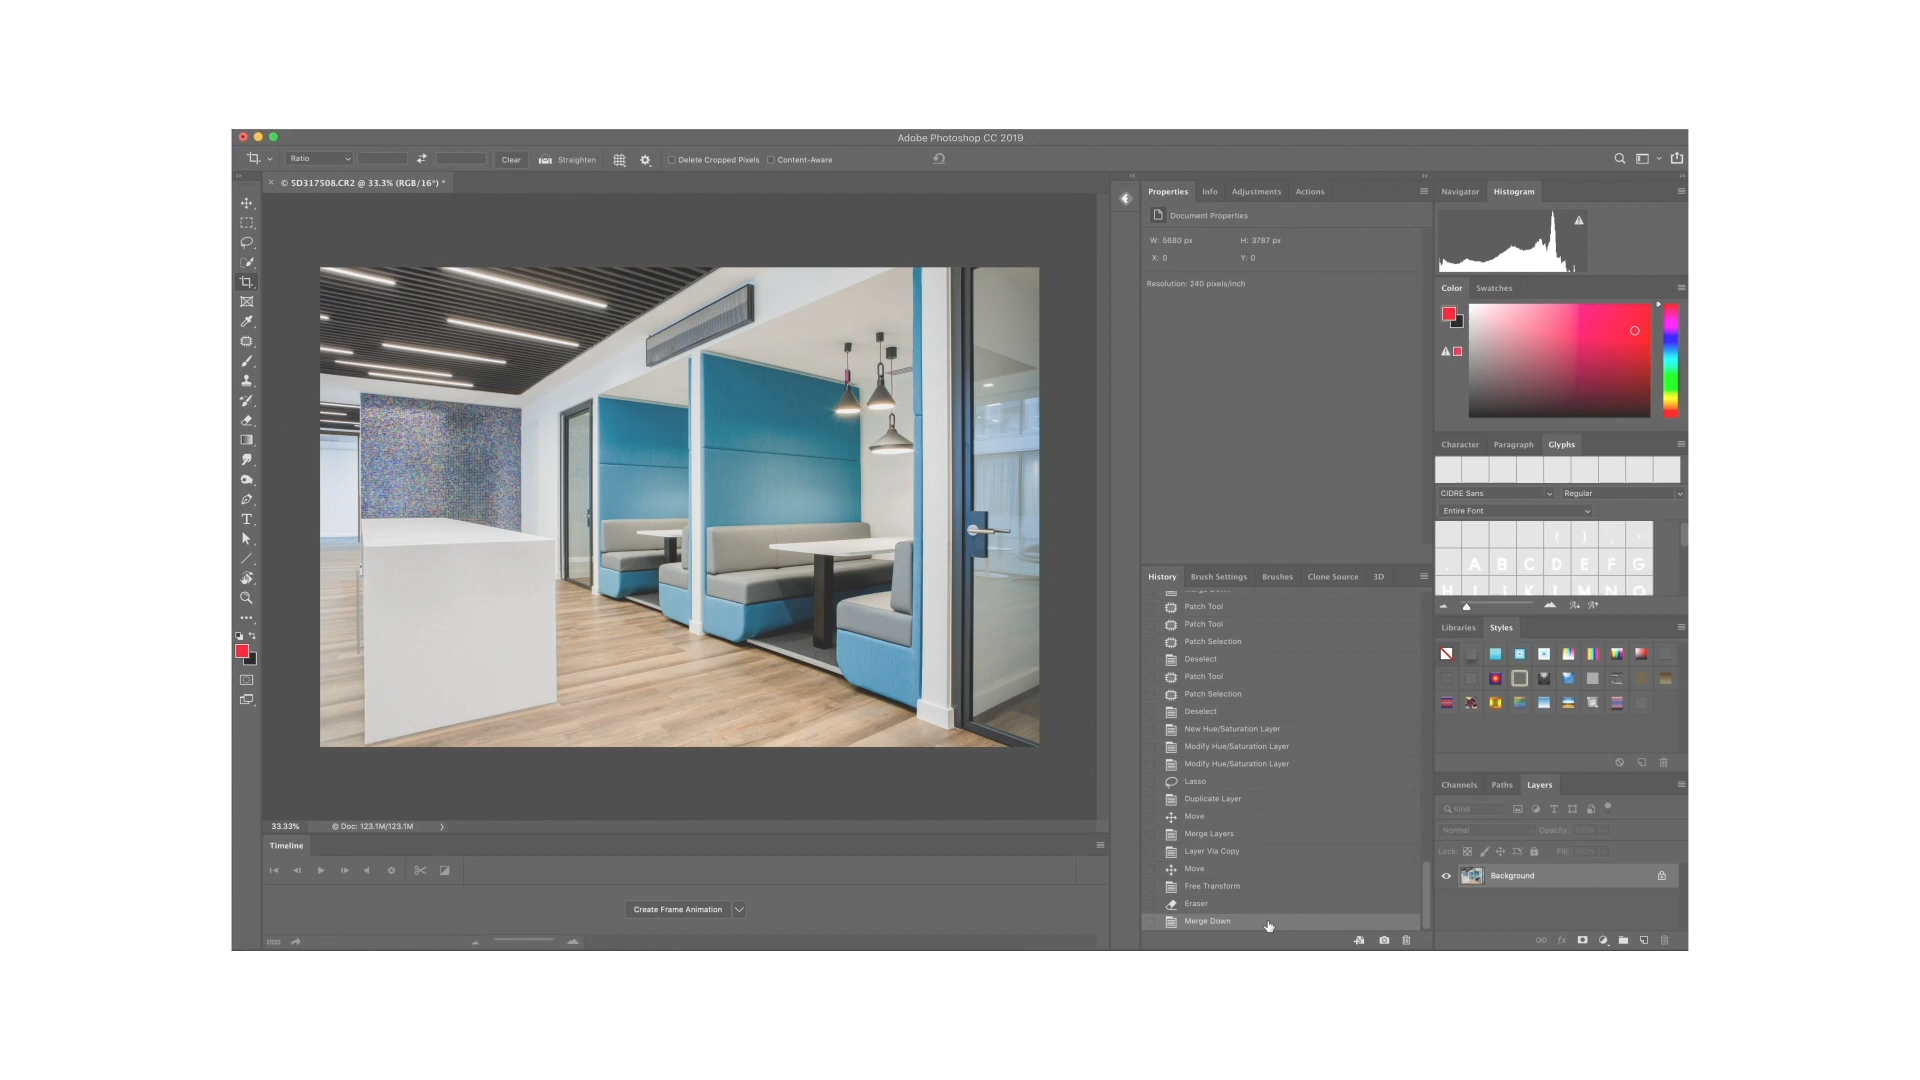 Adobe Photoshop CC 2019
Ratio
Clear
Straighten
Delete Cropped Pixels
Content-Aware
× © 5D317508.CR2 @ 33.3% (RGB/16*) *
Properties Info Adjustments Actions
Document Properties
W: 5680 px H: 3787 px
X: 0 Y: 0
Resolution: 240 pixels/inch
Navigator Histogram
Color Swatches
Character Paragraph Glyphs
CIDRE Sans Regular
Entire Font
( ) , -
. A B C D E F G
H I J K L M N O
Libraries Styles
History Brush Settings Brushes Clone Source 3D
Merge Down
Patch Tool
Patch Tool
Patch Selection
Deselect
Patch Tool
Patch Selection
Deselect
New Hue/Saturation Layer
Modify Hue/Saturation Layer
Modify Hue/Saturation Layer
Lasso
Duplicate Layer
Move
Merge Layers
Layer Via Copy
Move
Free Transform
Eraser
Merge Down
Channels Paths Layers
Kind
Normal Opacity: 100%
Lock: Fill: 100%
Background
fx
33.33% © Doc: 123.1M/123.1M
Timeline
Create Frame Animation